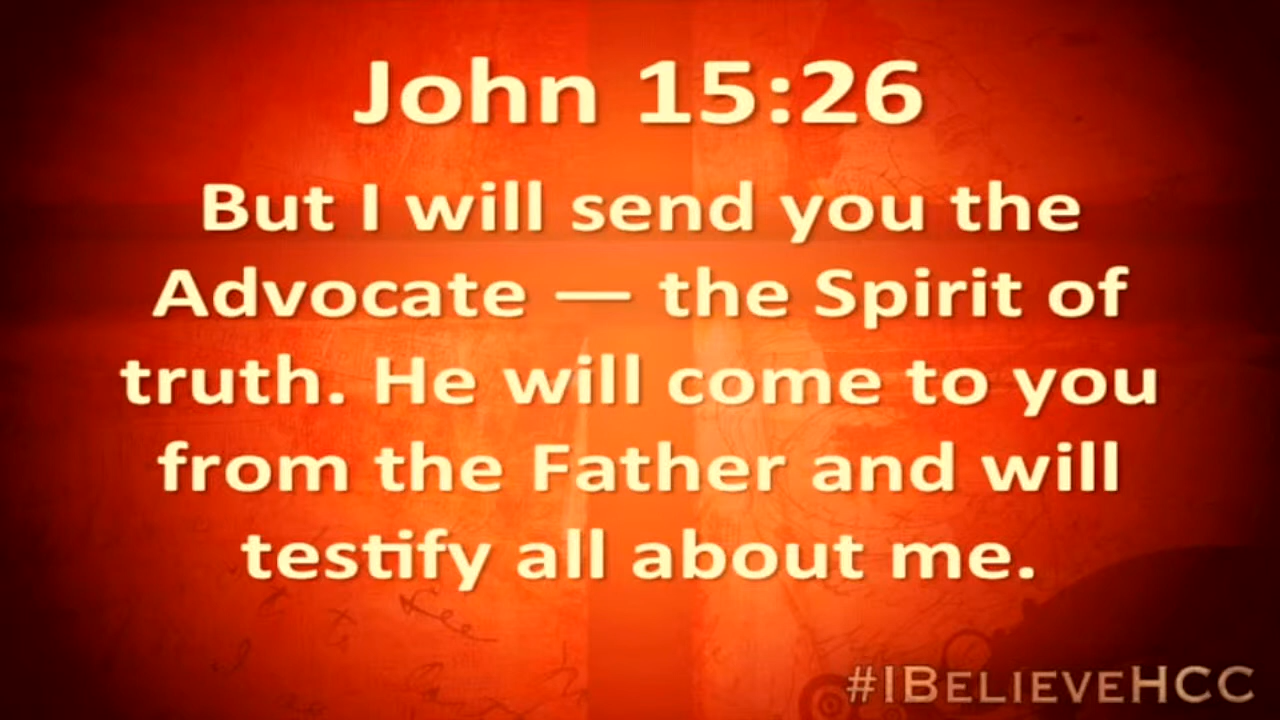 John 15:26
But I will send you the
Advocate — the Spirit of
truth. He will come to you
from the Father and will
testify all about me.
#IBelieveHCC